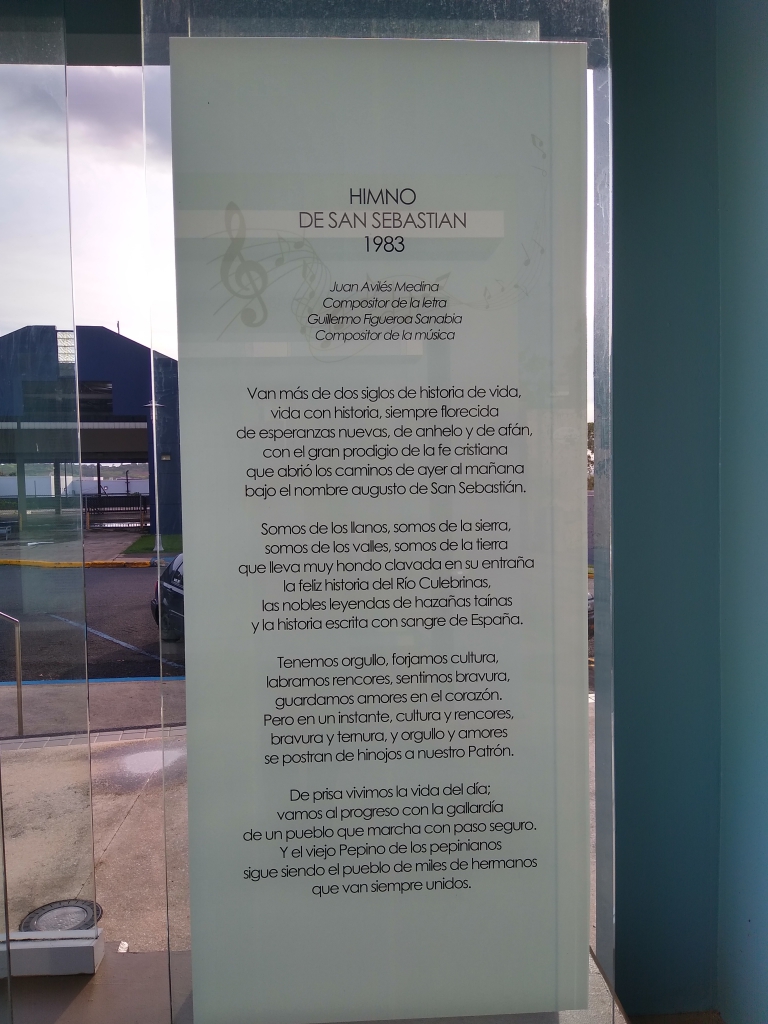 HIMNO
DE SAN SEBASTIAN
1983
Juan Avilés Medina
Compositor de la letra
Guillermo Figueroa Sanabia
Compositor de la música
Van más de dos siglos de historia de vida,
vida con historia, siempre florecida
de esperanzas nuevas, de anhelo y de afán,
con el gran prodigio de la fe cristiana
que abrió los caminos de ayer al mañana
bajo el nombre augusto de San Sebastián.
Somos de los llanos, somos de la sierra,
somos de los valles, somos de la tierra
que lleva muy hondo clavada en su entraña
la feliz historia del Río Culebrinas,
las nobles leyendas de hazañas taínas
y la historia escrita con sangre de España.
Tenemos orgullo, forjamos cultura,
labramos rencores, sentimos bravura,
guardamos amores en el corazón.
Pero en un instante, cultura y rencores,
bravura y ternura, y orgullo y amores
se postran de hinojos a nuestro Patrón.
De prisa vivimos la vida del día;
vamos al progreso con la gallardía
de un pueblo que marcha con paso seguro.
Y el viejo Pepino de los pepinianos
sigue siendo el pueblo de miles de hermanos
que van siempre unidos.